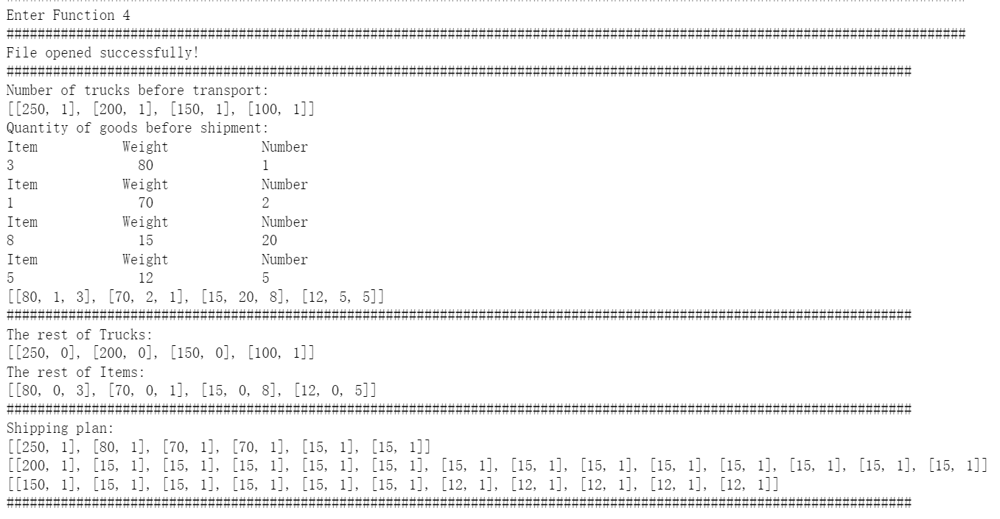 Enter Function 4
############################################################################################################################
File opened successfully!
#####################################################################################################################
Number of trucks before transport:
[[250, 1], [200, 1], [150, 1], [100, 1]]
Quantity of goods before shipment:
Item Weight Number
3 80 1
Item Weight Number
1 70 2
Item Weight Number
8 15 20
Item Weight Number
5 12 5
[[80, 1, 3], [70, 2, 1], [15, 20, 8], [12, 5, 5]]
#####################################################################################################################
The rest of Trucks:
[[250, 0], [200, 0], [150, 0], [100, 1]]
The rest of Items:
[[80, 0, 3], [70, 0, 1], [15, 0, 8], [12, 0, 5]]
#####################################################################################################################
Shipping plan:
[[250, 1], [80, 1], [70, 1], [70, 1], [15, 1], [15, 1]]
[[200, 1], [15, 1], [15, 1], [15, 1], [15, 1], [15, 1], [15, 1], [15, 1], [15, 1], [15, 1], [15, 1], [15, 1], [15, 1], [15, 1]]
[[150, 1], [15, 1], [15, 1], [15, 1], [15, 1], [15, 1], [12, 1], [12, 1], [12, 1], [12, 1], [12, 1]]
#####################################################################################################################